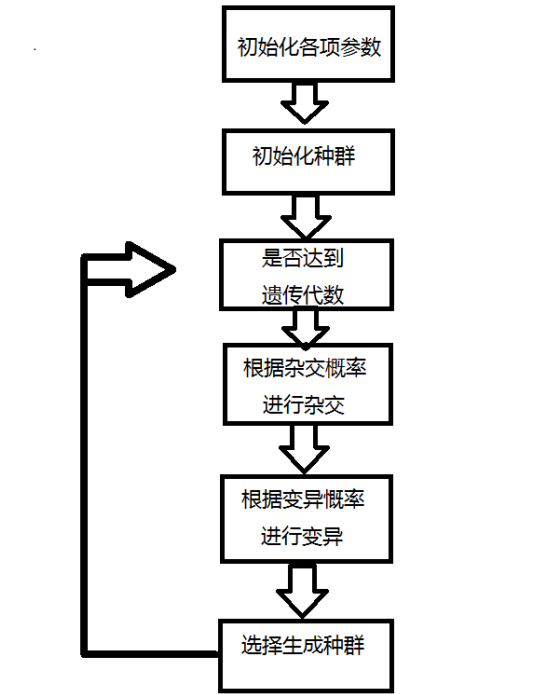 初始化各项参数
初始化种群
是否达到
遗传代数
根据杂交概率
进行杂交
根据变异慨率
进行变异
选择生成种群